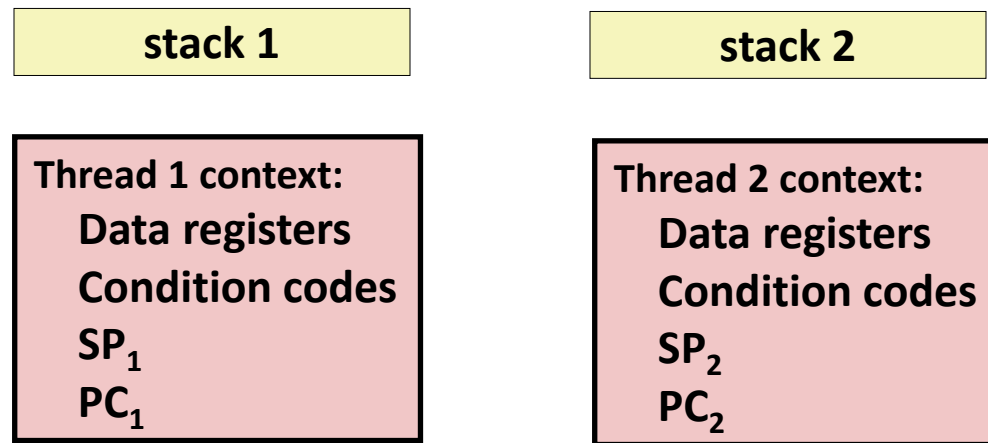 stack 1
Thread 1 context:
Data registers
Condition codes
SP₁
PC₁
stack 2
Thread 2 context:
Data registers
Condition codes
SP₂
PC₂